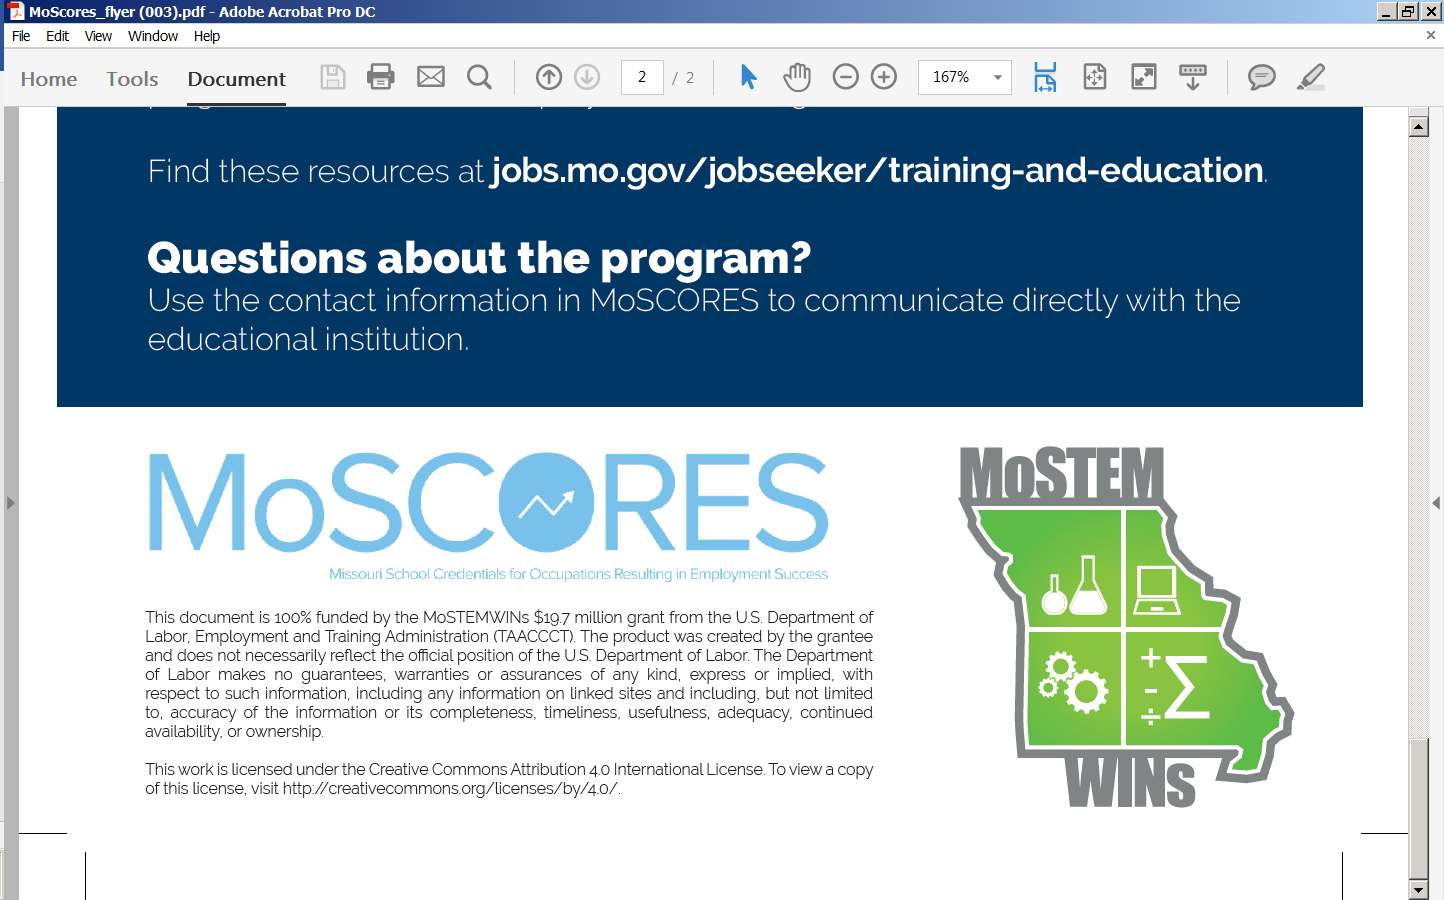 MoScores_flyer (003).pdf - Adobe Acrobat Pro DC
File Edit View Window Help
Home Tools Document 2 / 2 167%
Find these resources at jobs.mo.gov/jobseeker/training-and-education.
Questions about the program?
Use the contact information in MoSCORES to communicate directly with the
educational institution.
MoSCORES
Missouri School Credentials for Occupations Resulting in Employment Success
This document is 100% funded by the MoSTEMWINs $19.7 million grant from the U.S. Department of
Labor, Employment and Training Administration (TAACCCT). The product was created by the grantee
and does not necessarily reflect the official position of the U.S. Department of Labor. The Department
of Labor makes no guarantees, warranties or assurances of any kind, express or implied, with
respect to such information, including any information on linked sites and including, but not limited
to, accuracy of the information or its completeness, timeliness, usefulness, adequacy, continued
availability, or ownership.
This work is licensed under the Creative Commons Attribution 4.0 International License. To view a copy
of this license, visit http://creativecommons.org/licenses/by/4.0/.
MoSTEM
+
-
÷
Σ
WINs